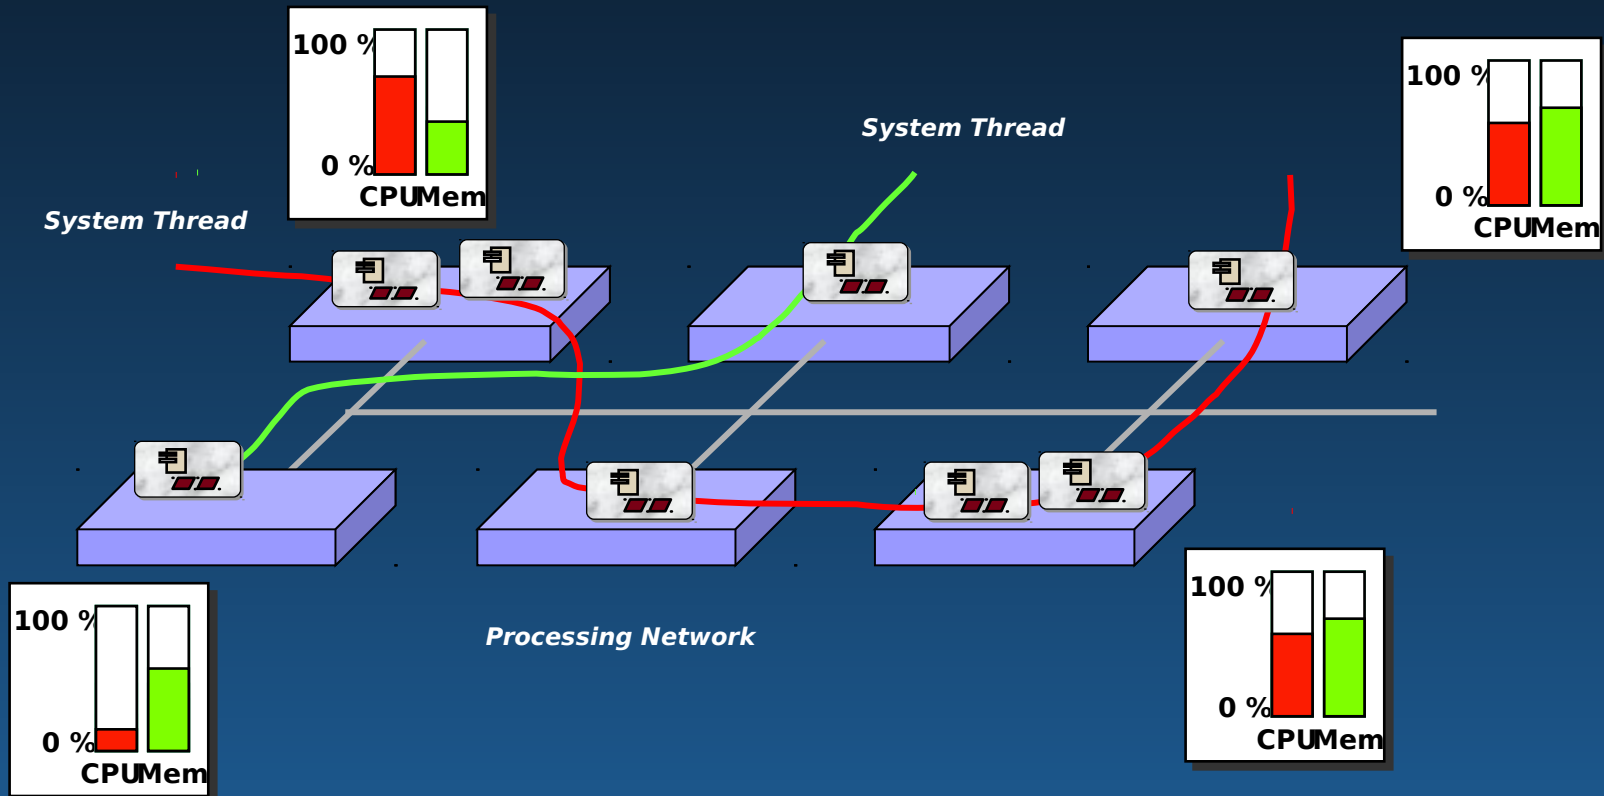 100 %
0 %
CPU Mem
System Thread
100 %
0 %
CPU Mem
System Thread
100 %
0 %
CPU Mem
Processing Network
100 %
0 %
CPU Mem